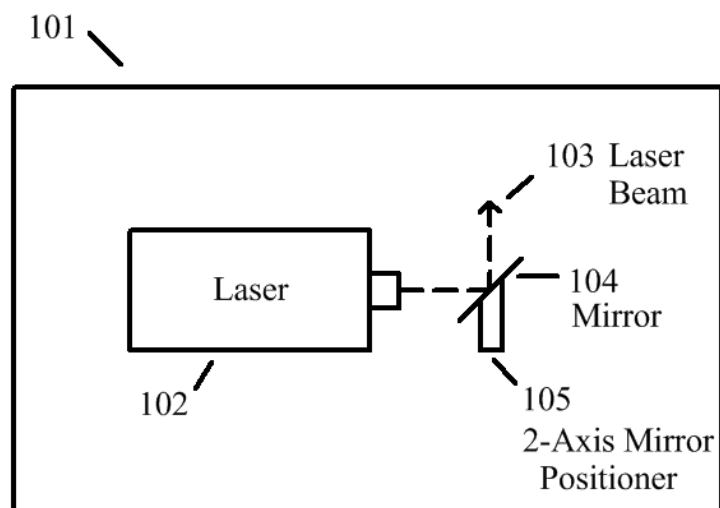 101
103 Laser
Beam
Laser
104
Mirror
102
105
2-Axis Mirror
Positioner